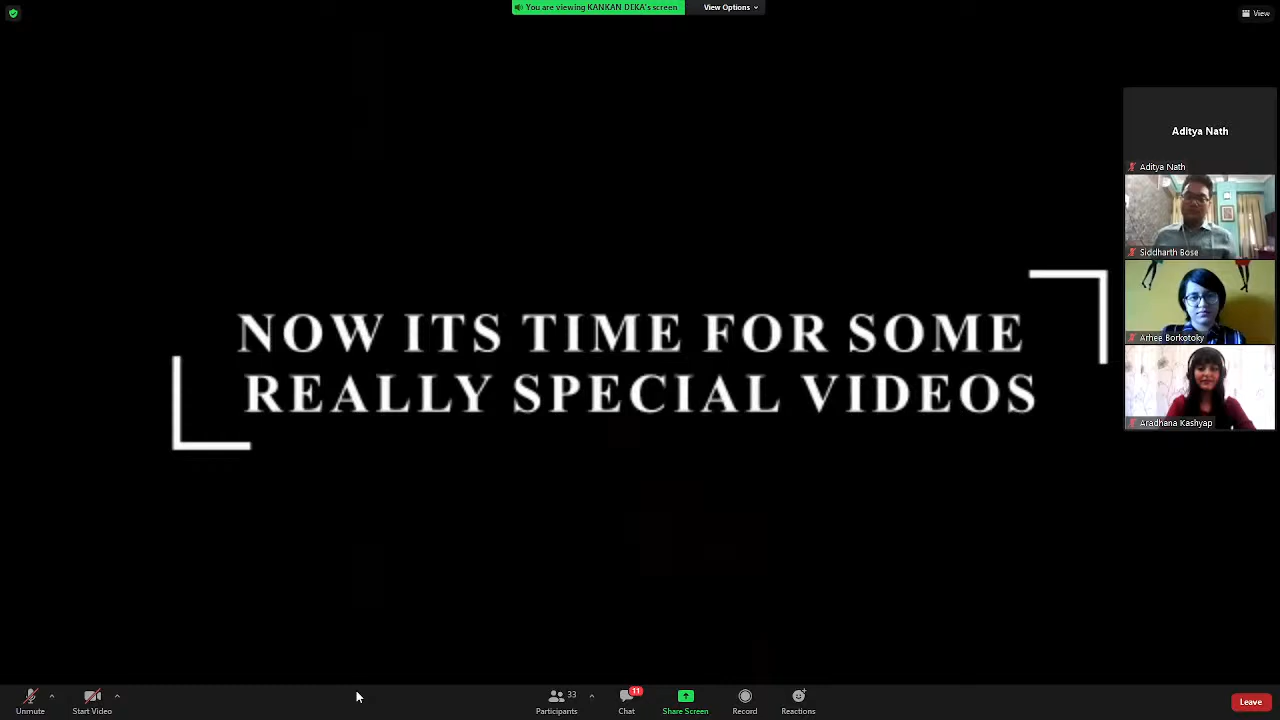 You are viewing KANKAN DEKA's screen
View Options
View
Aditya Nath
Aditya Nath
Siddharth Bose
Arhee Borkotoky
Aradhana Kashyap
NOW ITS TIME FOR SOME
REALLY SPECIAL VIDEOS
Unmute
Start Video
33
Participants
11
Chat
Share Screen
Record
Reactions
Leave